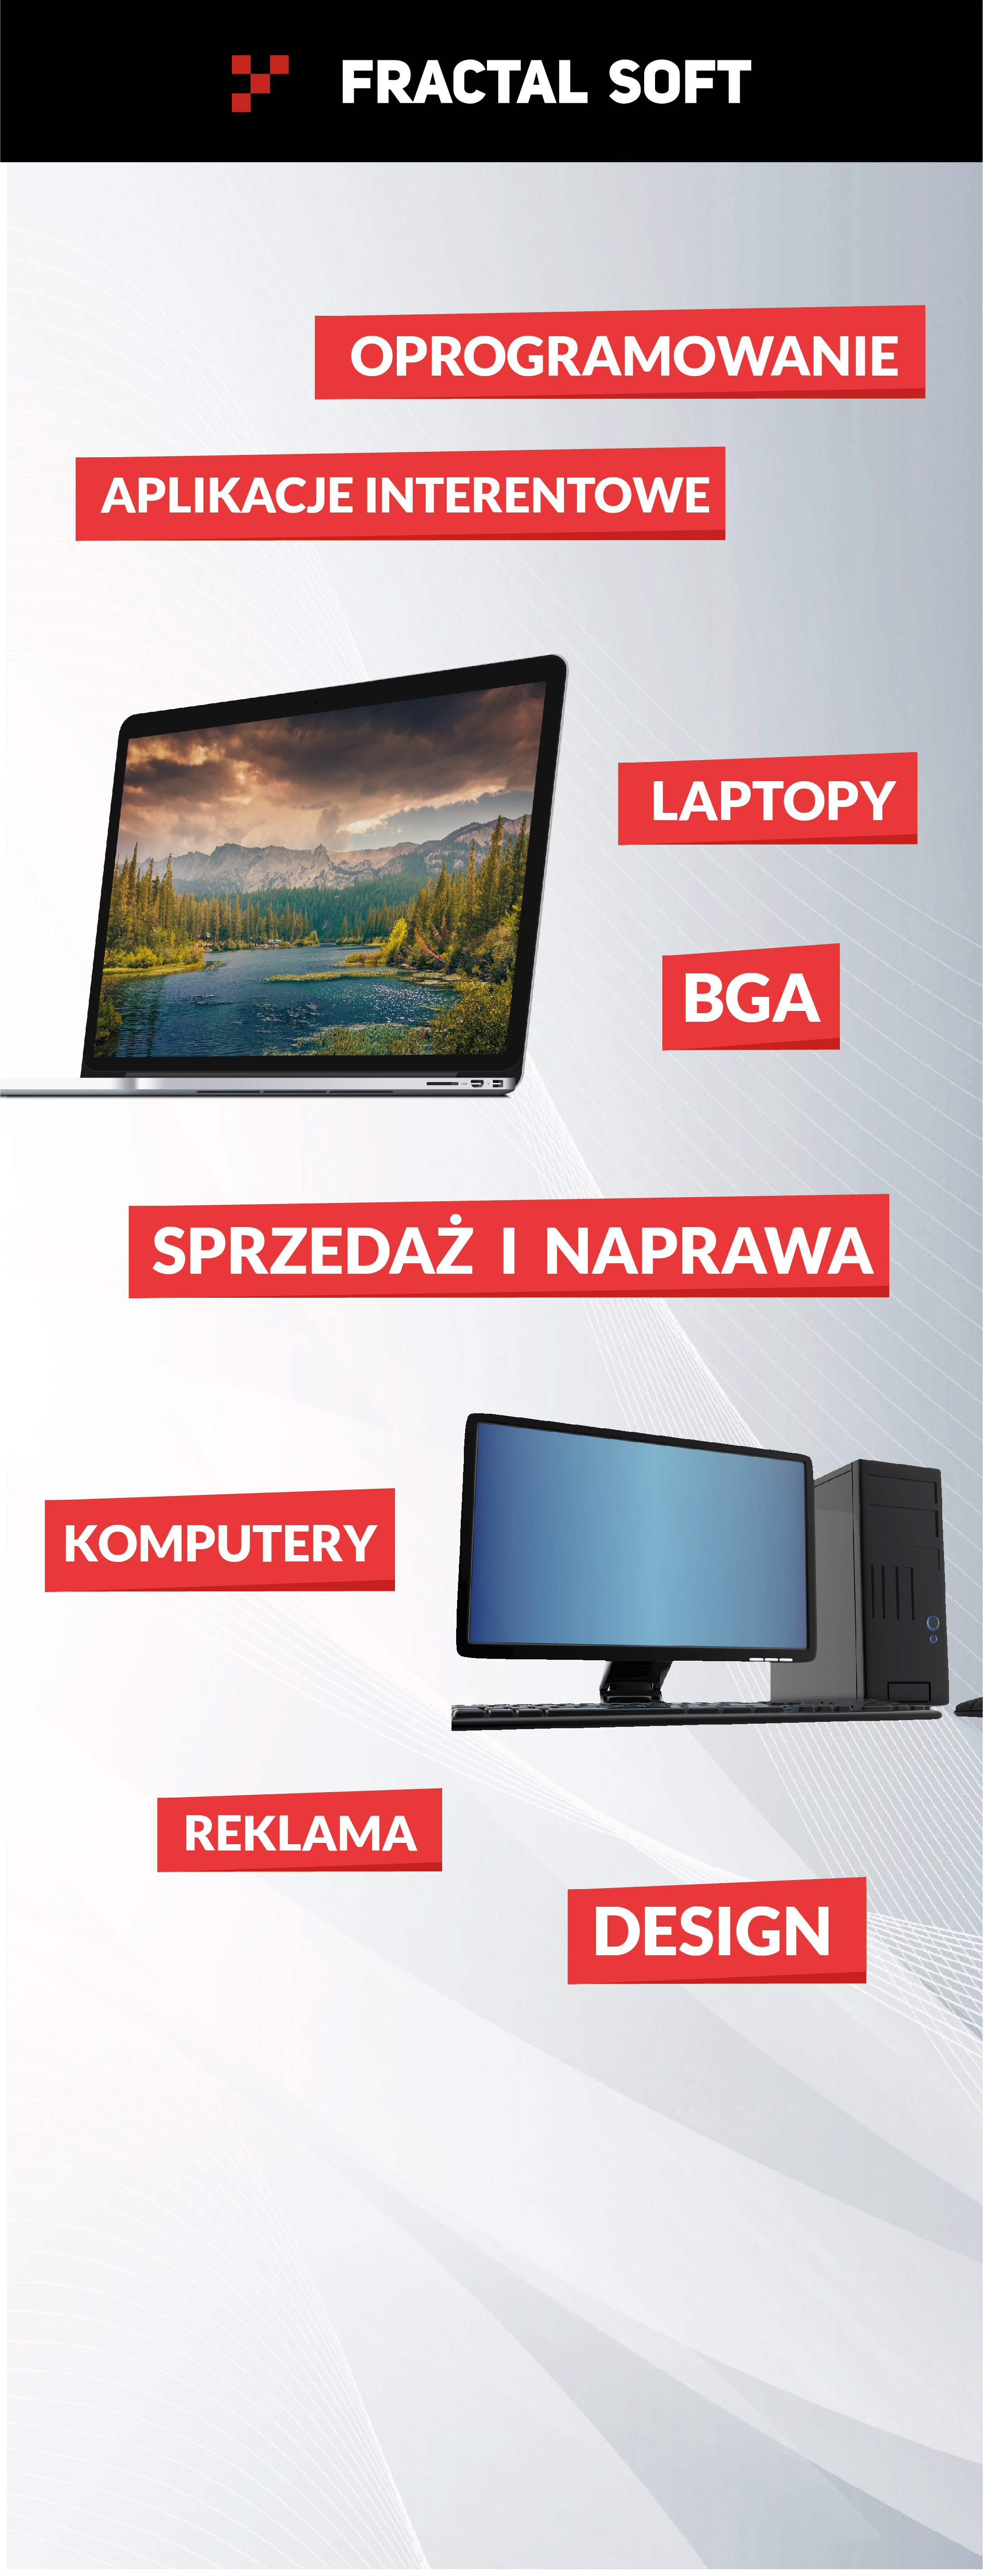 FRACTAL SOFT
OPROGRAMOWANIE
APLIKACJE INTERENTOWE
LAPTOPY
BGA
SPRZEDAŻ I NAPRAWA
KOMPUTERY
REKLAMA
DESIGN